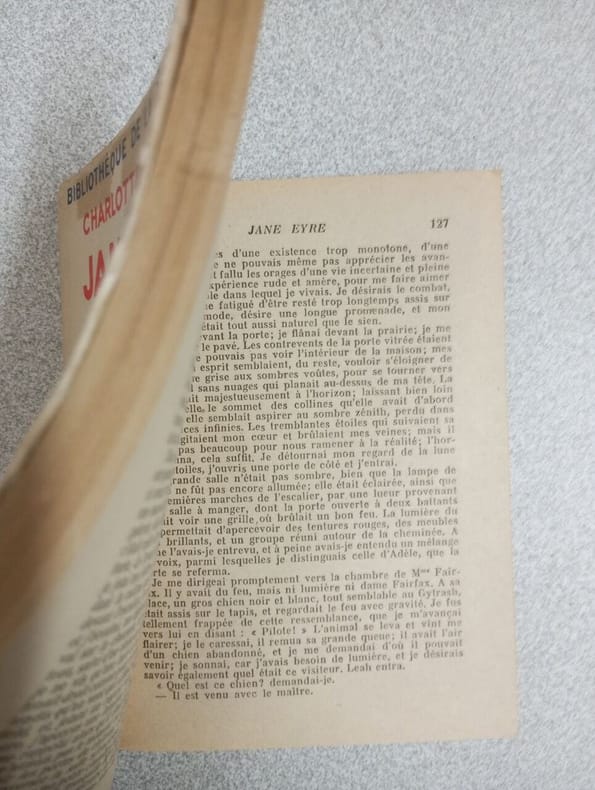 BIBLIOTHÈQUE DE
CHARLOTT
JA
JANE EYRE 127
es d'une existence trop monotone, d'une
ne pouvais même pas apprécier les avan-
t fallu les orages d'une vie incertaine et pleine
xpérience rude et amère, pour me faire aimer
le dans lequel je vivais. Je désirais le combat,
ne fatigué d'être resté trop longtemps assis sur
mode, désire une longue promenade, et mon
était tout aussi naturel que le sien.
vant la porte; je flânai devant la prairie; je me
le pavé. Les contrevents de la porte vitrée étaient
pouvais pas voir l'intérieur de la maison; mes
esprit semblaient, du reste, vouloir s'éloigner de
re grise aux sombres voûtes, pour se tourner vers
l sans nuages qui planait au-dessus de ma tête. La
ait majestueusement à l'horizon; laissant bien loin
elle, le sommet des collines qu'elle avait d'abord
elle semblait aspirer au sombre zénith, perdu dans
ces infinies. Les tremblantes étoiles qui suivaient sa
gitaient mon cœur et brûlaient mes veines; mais il
pas beaucoup pour nous ramener à la réalité; l'hor-
nna, cela suffit. Je détournai mon regard de la lune
toiles, j'ouvris une porte de côté et j'entrai.
rande salle n'était pas sombre, bien que la lampe de
ne fût pas encore allumée; elle était éclairée, ainsi que
emières marches de l'escalier, par une lueur provenant
salle à manger, dont la porte ouverte à deux battants
ait voir une grille où brûlait un bon feu. La lumière du
permettait d'apercevoir des tentures rouges, des meubles
brillants, et un groupe réuni autour de la cheminée. A
ne l'avais-je entrevu, et à peine avais-je entendu un mélange
voix, parmi lesquelles je distinguais celle d'Adèle, que la
rte se referma.
Je me dirigeai promptement vers la chambre de Mme Fair-
x. Il y avait du feu, mais ni lumière ni dame Fairfax. A sa
lace, un gros chien noir et blanc, tout semblable au Gytrash,
était assis sur le tapis, et regardait le feu avec gravité. Je fus
tellement frappée de cette ressemblance, que je m'avançai
vers lui en disant : « Pilote! » L'animal se leva et vint me
flairer; je le caressai, il remua sa grande queue; il avait l'air
d'un chien abandonné, et je me demandai d'où il pouvait
venir; je sonnai, car j'avais besoin de lumière, et je désirais
savoir également quel était ce visiteur. Leah entra.
« Quel est ce chien? demandai-je.
— Il est venu avec le maître.